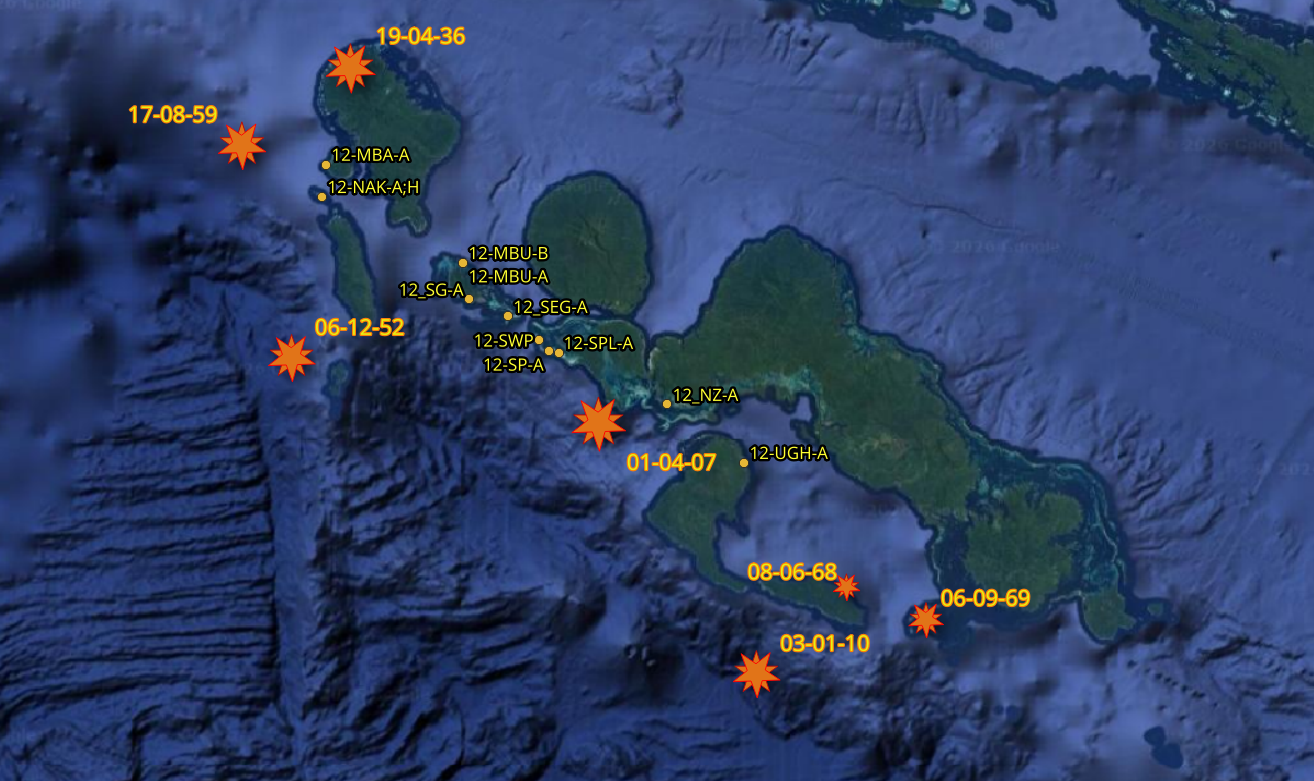 19-04-36
17-08-59
12-MBA-A
12-NAK-A;H
12-MBU-B
12-MBU-A
12_SG-A
12_SEG-A
06-12-52
12-SWP
12-SPL-A
12-SP-A
12_NZ-A
01-04-07
12-UGH-A
08-06-68
06-09-69
03-01-10